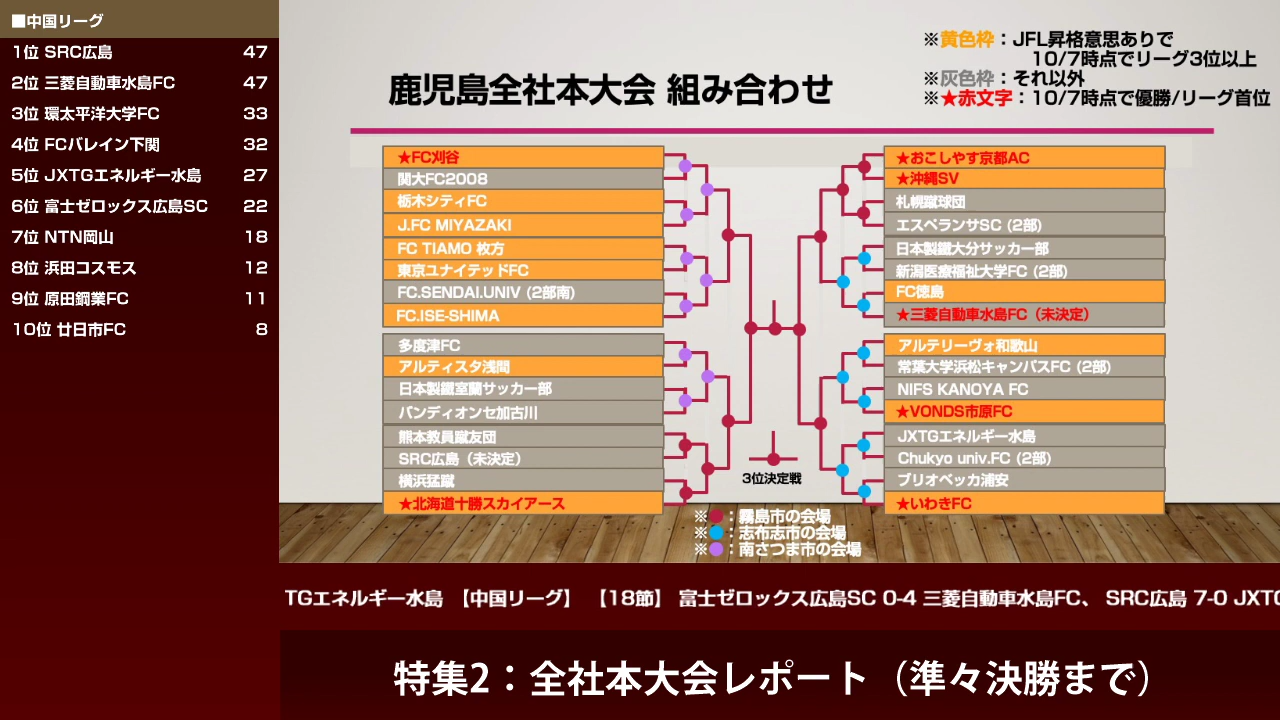 ■中国リーグ
1位 SRC広島 47
2位 三菱自動車水島FC 47
3位 環太平洋大学FC 33
4位 FCバレイン下関 32
5位 JXTGエネルギー水島 27
6位 富士ゼロックス広島SC 22
7位 NTN岡山 18
8位 浜田コスモス 12
9位 原田鋼業FC 11
10位 廿日市FC 8
鹿児島全社本大会 組み合わせ
※黄色枠：JFL昇格意思ありで
10/7時点でリーグ3位以上
※灰色枠：それ以外
※★赤文字：10/7時点で優勝/リーグ首位
★FC刈谷
関大FC2008
栃木シティFC
J.FC MIYAZAKI
FC TIAMO 枚方
東京ユナイテッドFC
FC.SENDAI.UNIV (2部南)
FC.ISE-SHIMA
多度津FC
アルティスタ浅間
日本製鐵室蘭サッカー部
バンディオンセ加古川
熊本教員蹴友団
SRC広島（未決定）
横浜猛蹴
★北海道十勝スカイアース
★おこしやす京都AC
★沖縄SV
札幌蹴球団
エスペランサSC (2部)
日本製鐵大分サッカー部
新潟医療福祉大学FC (2部)
FC徳島
★三菱自動車水島FC（未決定）
アルテリーヴォ和歌山
常葉大学浜松キャンパスFC (2部)
NIFS KANOYA FC
★VONDS市原FC
JXTGエネルギー水島
Chukyo univ.FC (2部)
ブリオベッカ浦安
★いわきFC
3位決定戦
※●：霧島市の会場
※●：志布志市の会場
※●：南さつま市の会場
TGエネルギー水島 【中国リーグ】 【18節】 富士ゼロックス広島SC 0-4 三菱自動車水島FC、 SRC広島 7-0 JXTG
特集2：全社本大会レポート（準々決勝まで）